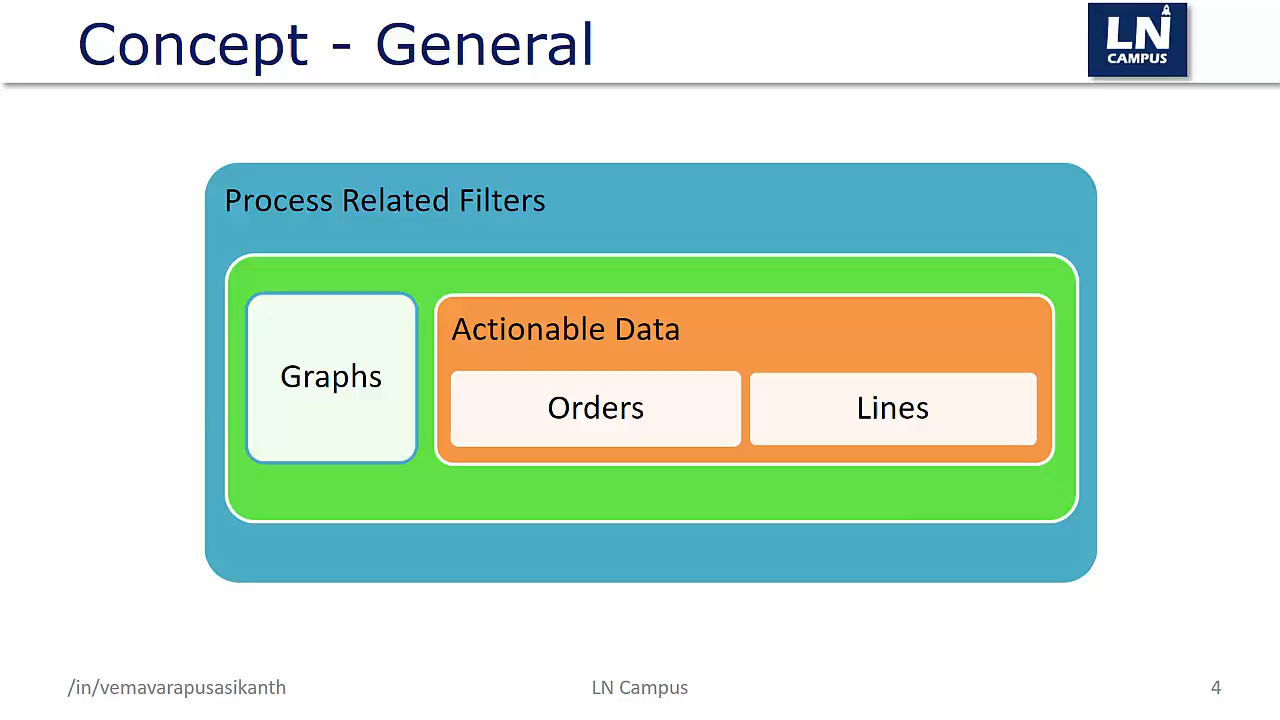 Concept - General
LN
CAMPUS
Process Related Filters
Graphs
Actionable Data
Orders
Lines
/in/vemavarapusasikanth
LN Campus
4